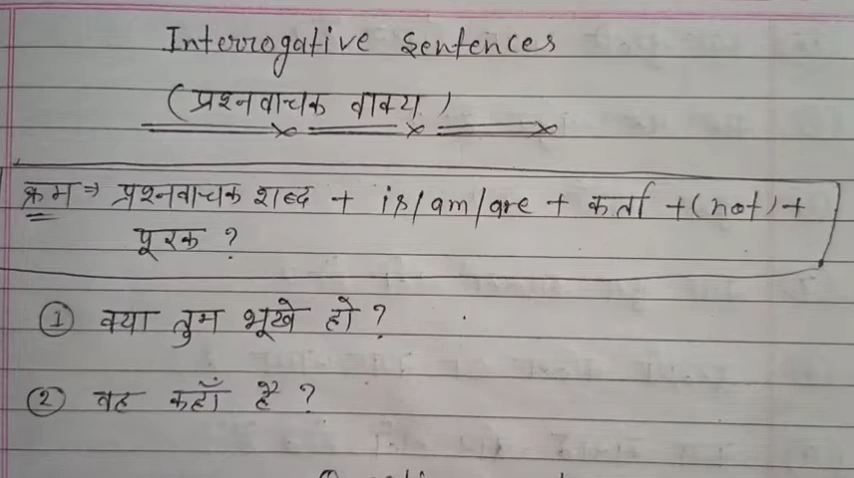 Interrogative Sentences
(प्रश्नवाचक वाक्य)
क्रम ⇒ प्रश्नवाचक शब्द + is/am/are + कर्ता + (not) +
पूरक ?
① क्या तुम भूखे हो ?
② वह कहाँ है ?